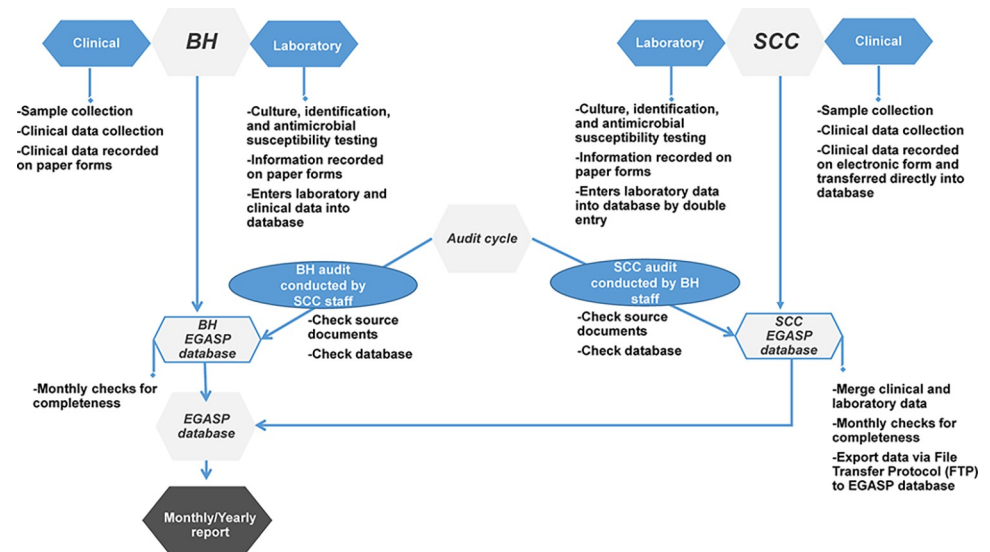 Clinical
BH
Laboratory
-Sample collection
-Clinical data collection
-Clinical data recorded
on paper forms
-Culture, identification,
and antimicrobial
susceptibility testing
-Information recorded
on paper forms
-Enters laboratory and
clinical data into
database
Laboratory
SCC
Clinical
-Culture, identification,
and antimicrobial
susceptibility testing
-Information recorded on
paper forms
-Enters laboratory data
into database by double
entry
-Sample collection
-Clinical data collection
-Clinical data recorded
on electronic form and
transferred directly into
database
Audit cycle
BH audit
conducted by
SCC staff
-Check source
documents
-Check database
SCC audit
conducted by BH
staff
-Check source
documents
-Check database
BH
EGASP
database
-Monthly checks for
completeness
SCC
EGASP
database
-Merge clinical and
laboratory data
-Monthly checks for
completeness
-Export data via File
Transfer Protocol (FTP)
to EGASP database
EGASP
database
Monthly/Yearly
report